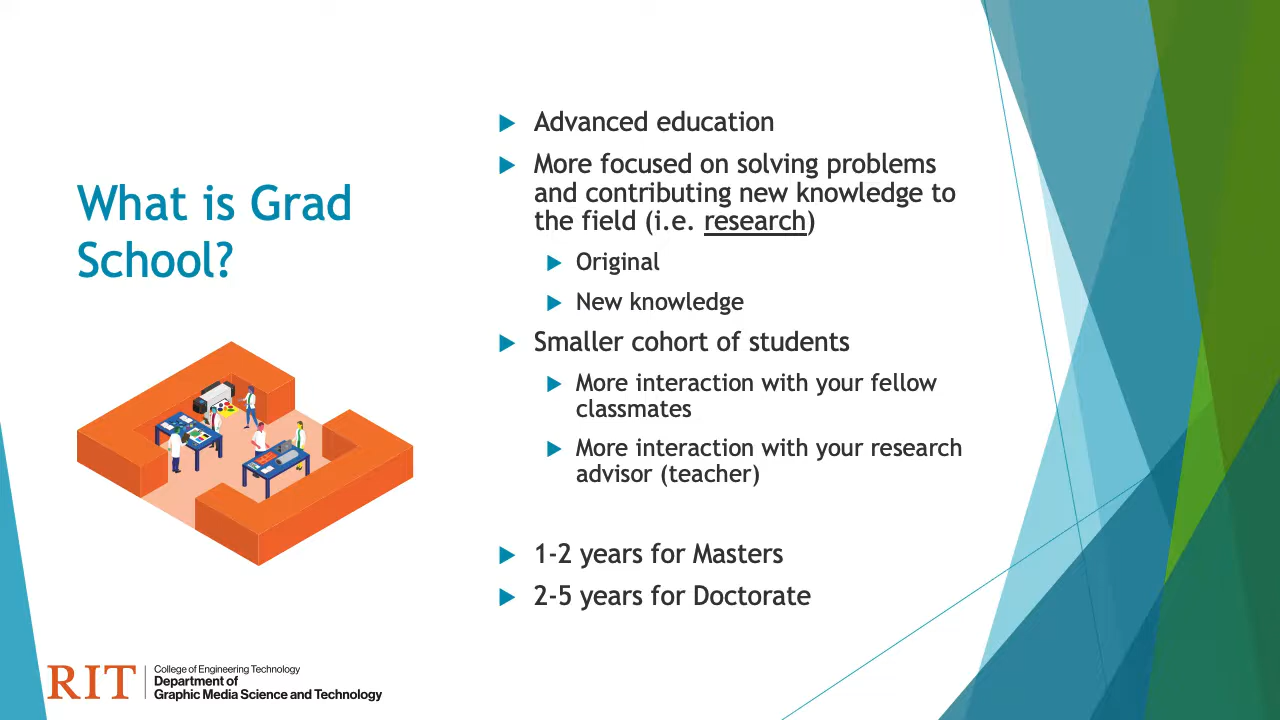 What is Grad
School?
Advanced education
More focused on solving problems
and contributing new knowledge to
the field (i.e. research)
Original
New knowledge
Smaller cohort of students
More interaction with your fellow
classmates
More interaction with your research
advisor (teacher)
1-2 years for Masters
2-5 years for Doctorate
RIT
College of Engineering Technology
Department of
Graphic Media Science and Technology